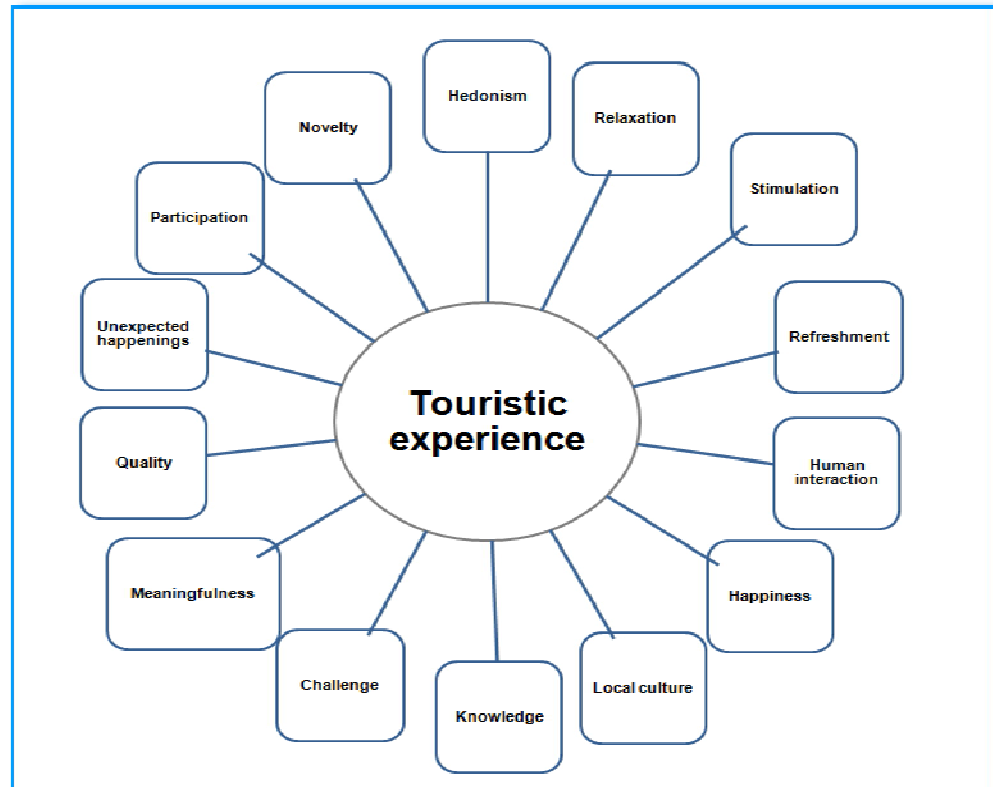 Hedonism
Relaxation
Novelty
Stimulation
Participation
Unexpected
happenings
Refreshment
Touristic
experience
Quality
Human
interaction
Meaningfulness
Happiness
Challenge
Local culture
Knowledge